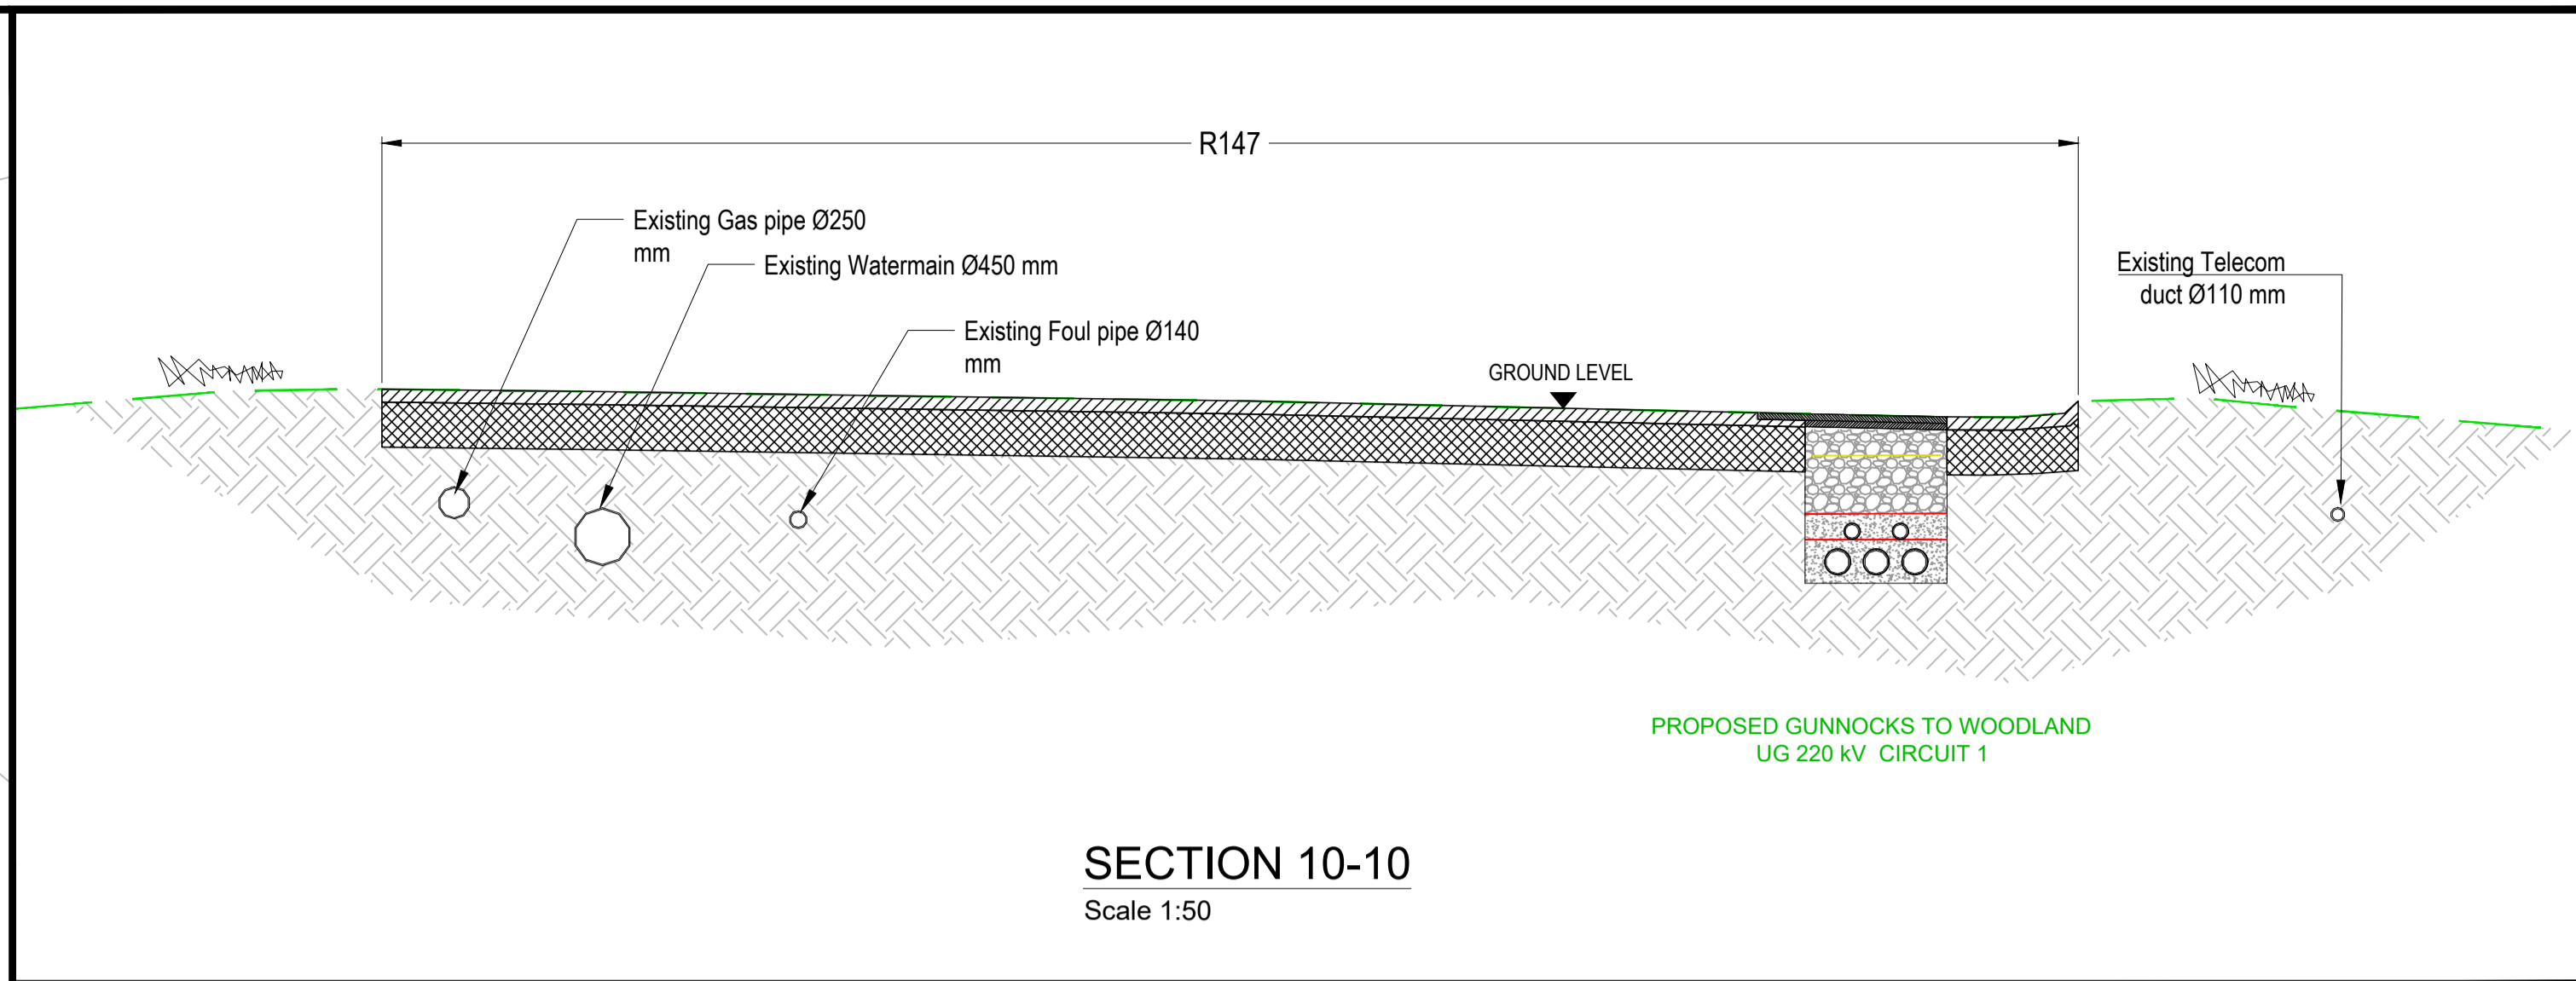 R147
Existing Gas pipe Ø250
mm
Existing Watermain Ø450 mm
Existing Foul pipe Ø140
mm
Existing Telecom
duct Ø110 mm
GROUND LEVEL
PROPOSED GUNNOCKS TO WOODLAND
UG 220 kV CIRCUIT 1
SECTION 10-10
Scale 1:50